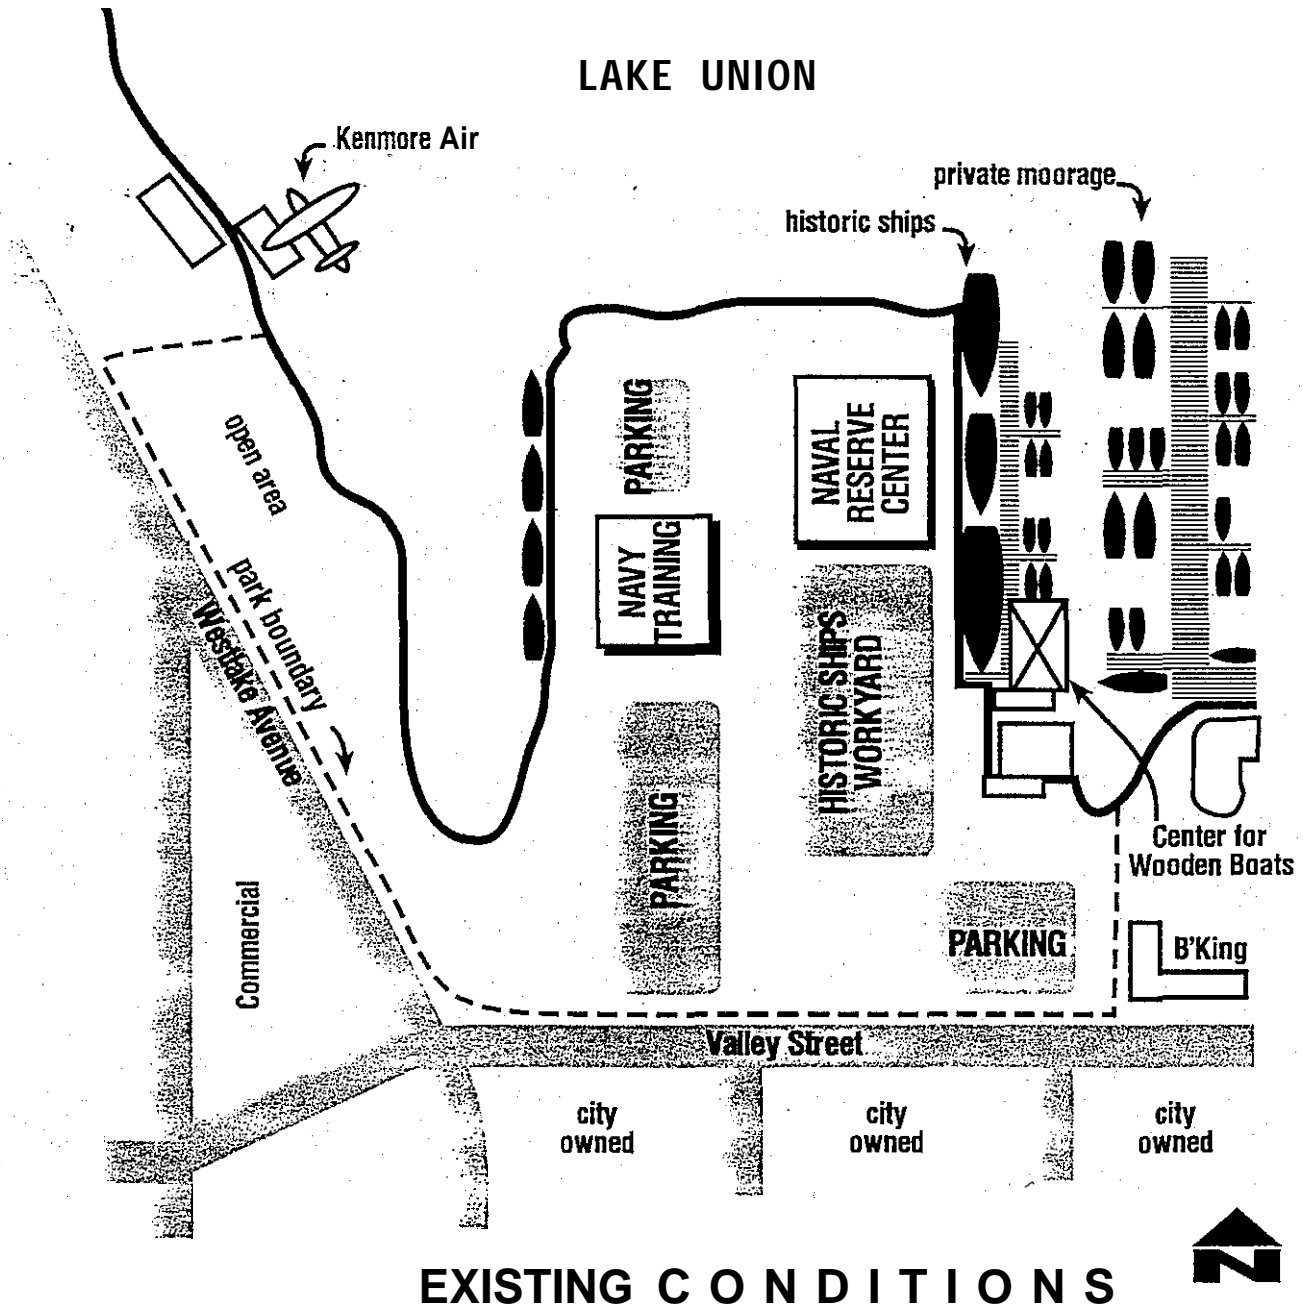 LAKE UNION
Kenmore Air
private moorage
historic ships
PARKING
NAVAL
RESERVE
CENTER
open area
NAVY
TRAINING
park boundary
Westlake Avenue
HISTORIC SHIPS
WORKYARD
PARKING
Center for
Wooden Boats
Commercial
PARKING
B'King
Valley Street
city
owned
city
owned
city
owned
N
EXISTING CONDITIONS